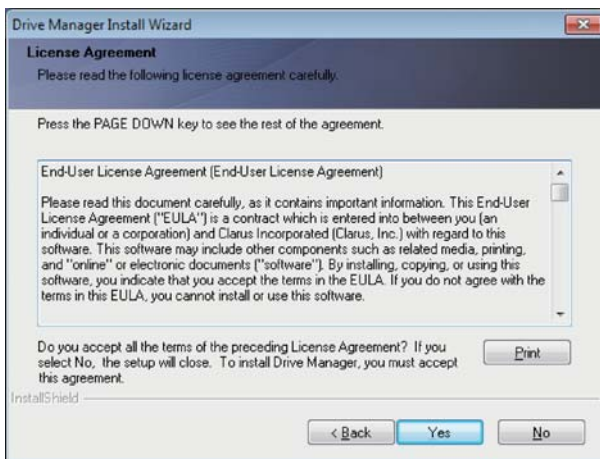 Drive Manager Install Wizard
License Agreement
Please read the following license agreement carefully.
Press the PAGE DOWN key to see the rest of the agreement.
End-User License Agreement (End-User License Agreement)
Please read this document carefully, as it contains important information. This End-User
License Agreement ("EULA") is a contract which is entered into between you (an
individual or a corporation) and Clarus Incorporated (Clarus, Inc.) with regard to this
software. This software may include other components such as related media, printing,
and "online" or electronic documents ("software"). By installing, copying, or using this
software, you indicate that you accept the terms in the EULA. If you do not agree with the
terms in this EULA, you cannot install or use this software.
Do you accept all the terms of the preceding License Agreement? If you
select No, the setup will close. To install Drive Manager, you must accept
this agreement.
Print
InstallShield
< Back Yes No